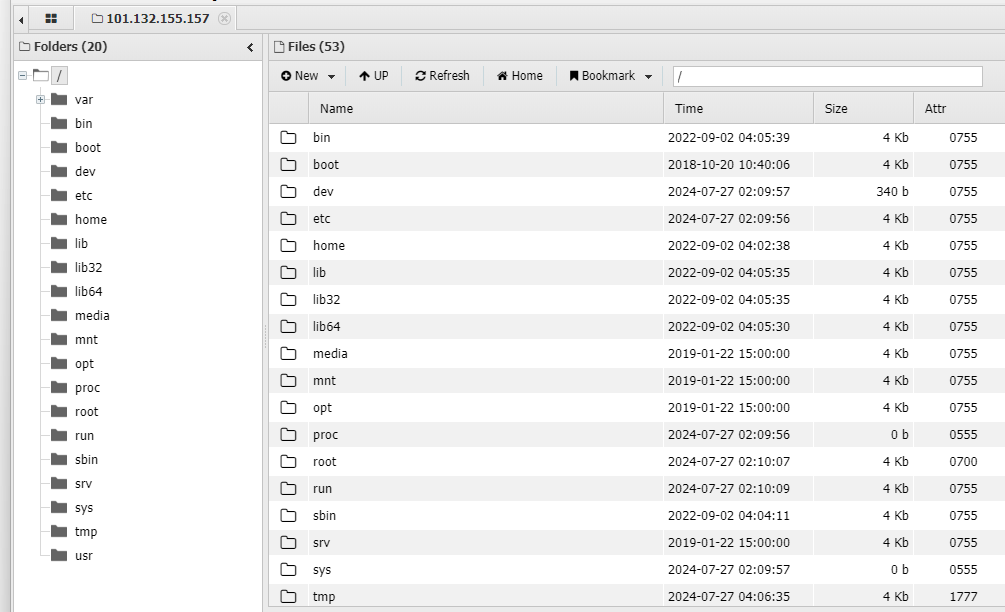 101.132.155.157
Folders (20)
/
var
bin
boot
dev
etc
home
lib
lib32
lib64
media
mnt
opt
proc
root
run
sbin
srv
sys
tmp
usr
Files (53)
New UP Refresh Home Bookmark /
Name Time Size Attr
bin 2022-09-02 04:05:39 4 Kb 0755
boot 2018-10-20 10:40:06 4 Kb 0755
dev 2024-07-27 02:09:57 340 b 0755
etc 2024-07-27 02:09:56 4 Kb 0755
home 2022-09-02 04:02:38 4 Kb 0755
lib 2022-09-02 04:05:35 4 Kb 0755
lib32 2022-09-02 04:05:35 4 Kb 0755
lib64 2022-09-02 04:05:30 4 Kb 0755
media 2019-01-22 15:00:00 4 Kb 0755
mnt 2019-01-22 15:00:00 4 Kb 0755
opt 2019-01-22 15:00:00 4 Kb 0755
proc 2024-07-27 02:09:56 0 b 0555
root 2024-07-27 02:10:07 4 Kb 0700
run 2024-07-27 02:10:09 4 Kb 0755
sbin 2022-09-02 04:04:11 4 Kb 0755
srv 2019-01-22 15:00:00 4 Kb 0755
sys 2024-07-27 02:09:57 0 b 0555
tmp 2024-07-27 04:06:35 4 Kb 1777